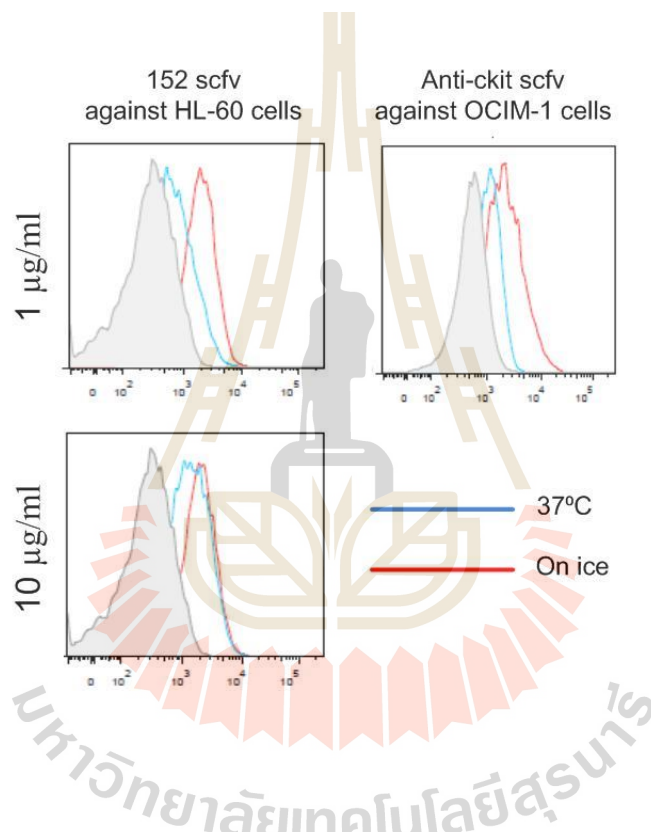 152 scfv
against HL-60 cells
Anti-ckit scfv
against OCIM-1 cells
1 µg/ml
0 10² 10³ 10⁴ 10⁵
0 10² 10³ 10⁴ 10⁵
10 µg/ml
0 10² 10³ 10⁴ 10⁵
37ºC
On ice
มหาวิทยาลัยเทคโนโลยีสุรนารี